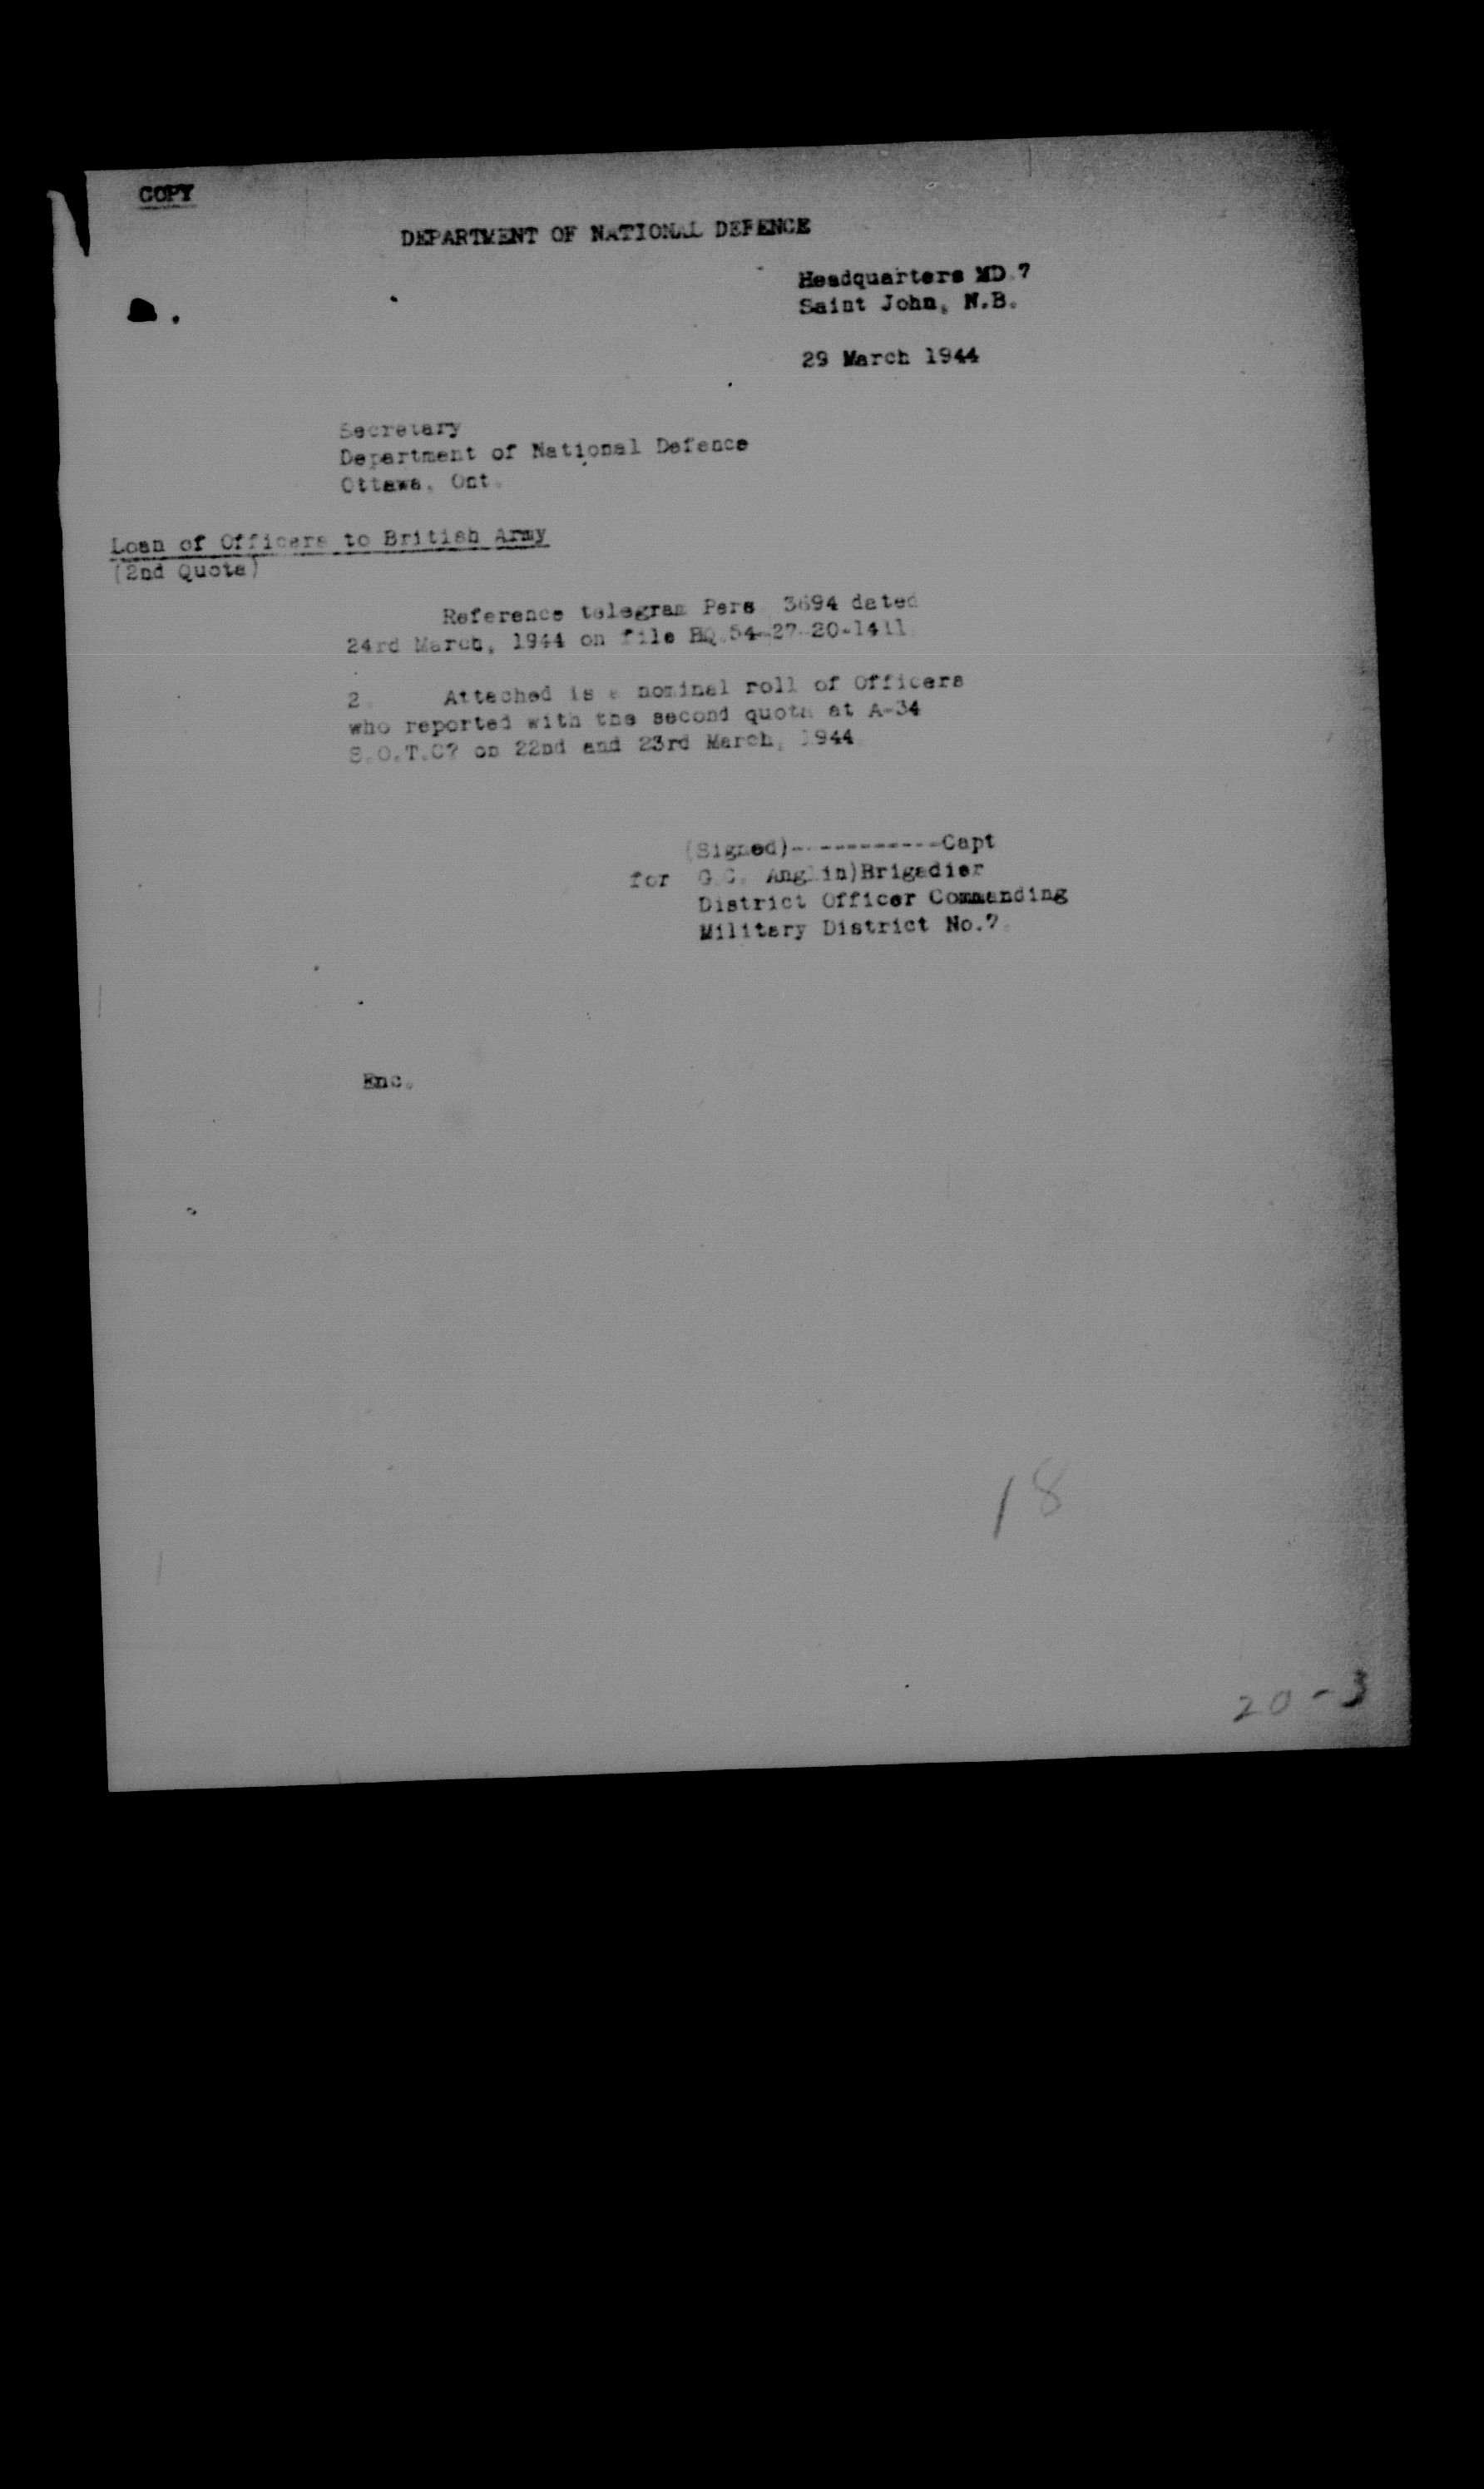 COPY
DEPARTMENT OF NATIONAL DEFENCE
Headquarters MD.7
Saint John, N.B.
29 March 1944
Secretary
Department of National Defence
Ottawa, Ont.
Loan of Officers to British Army
(2nd Quota)
Reference telegram Pers 3694 dated
24rd March, 1944 on file HQ.54-27-20-1411
2. Attached is a nominal roll of Officers
who reported with the second quota at A-34
S.O.T.C? on 22nd and 23rd March, 1944
(Signed)------------Capt
for G.C. Anglin)Brigadier
District Officer Commanding
Military District No.7.
Enc.
18
20-3